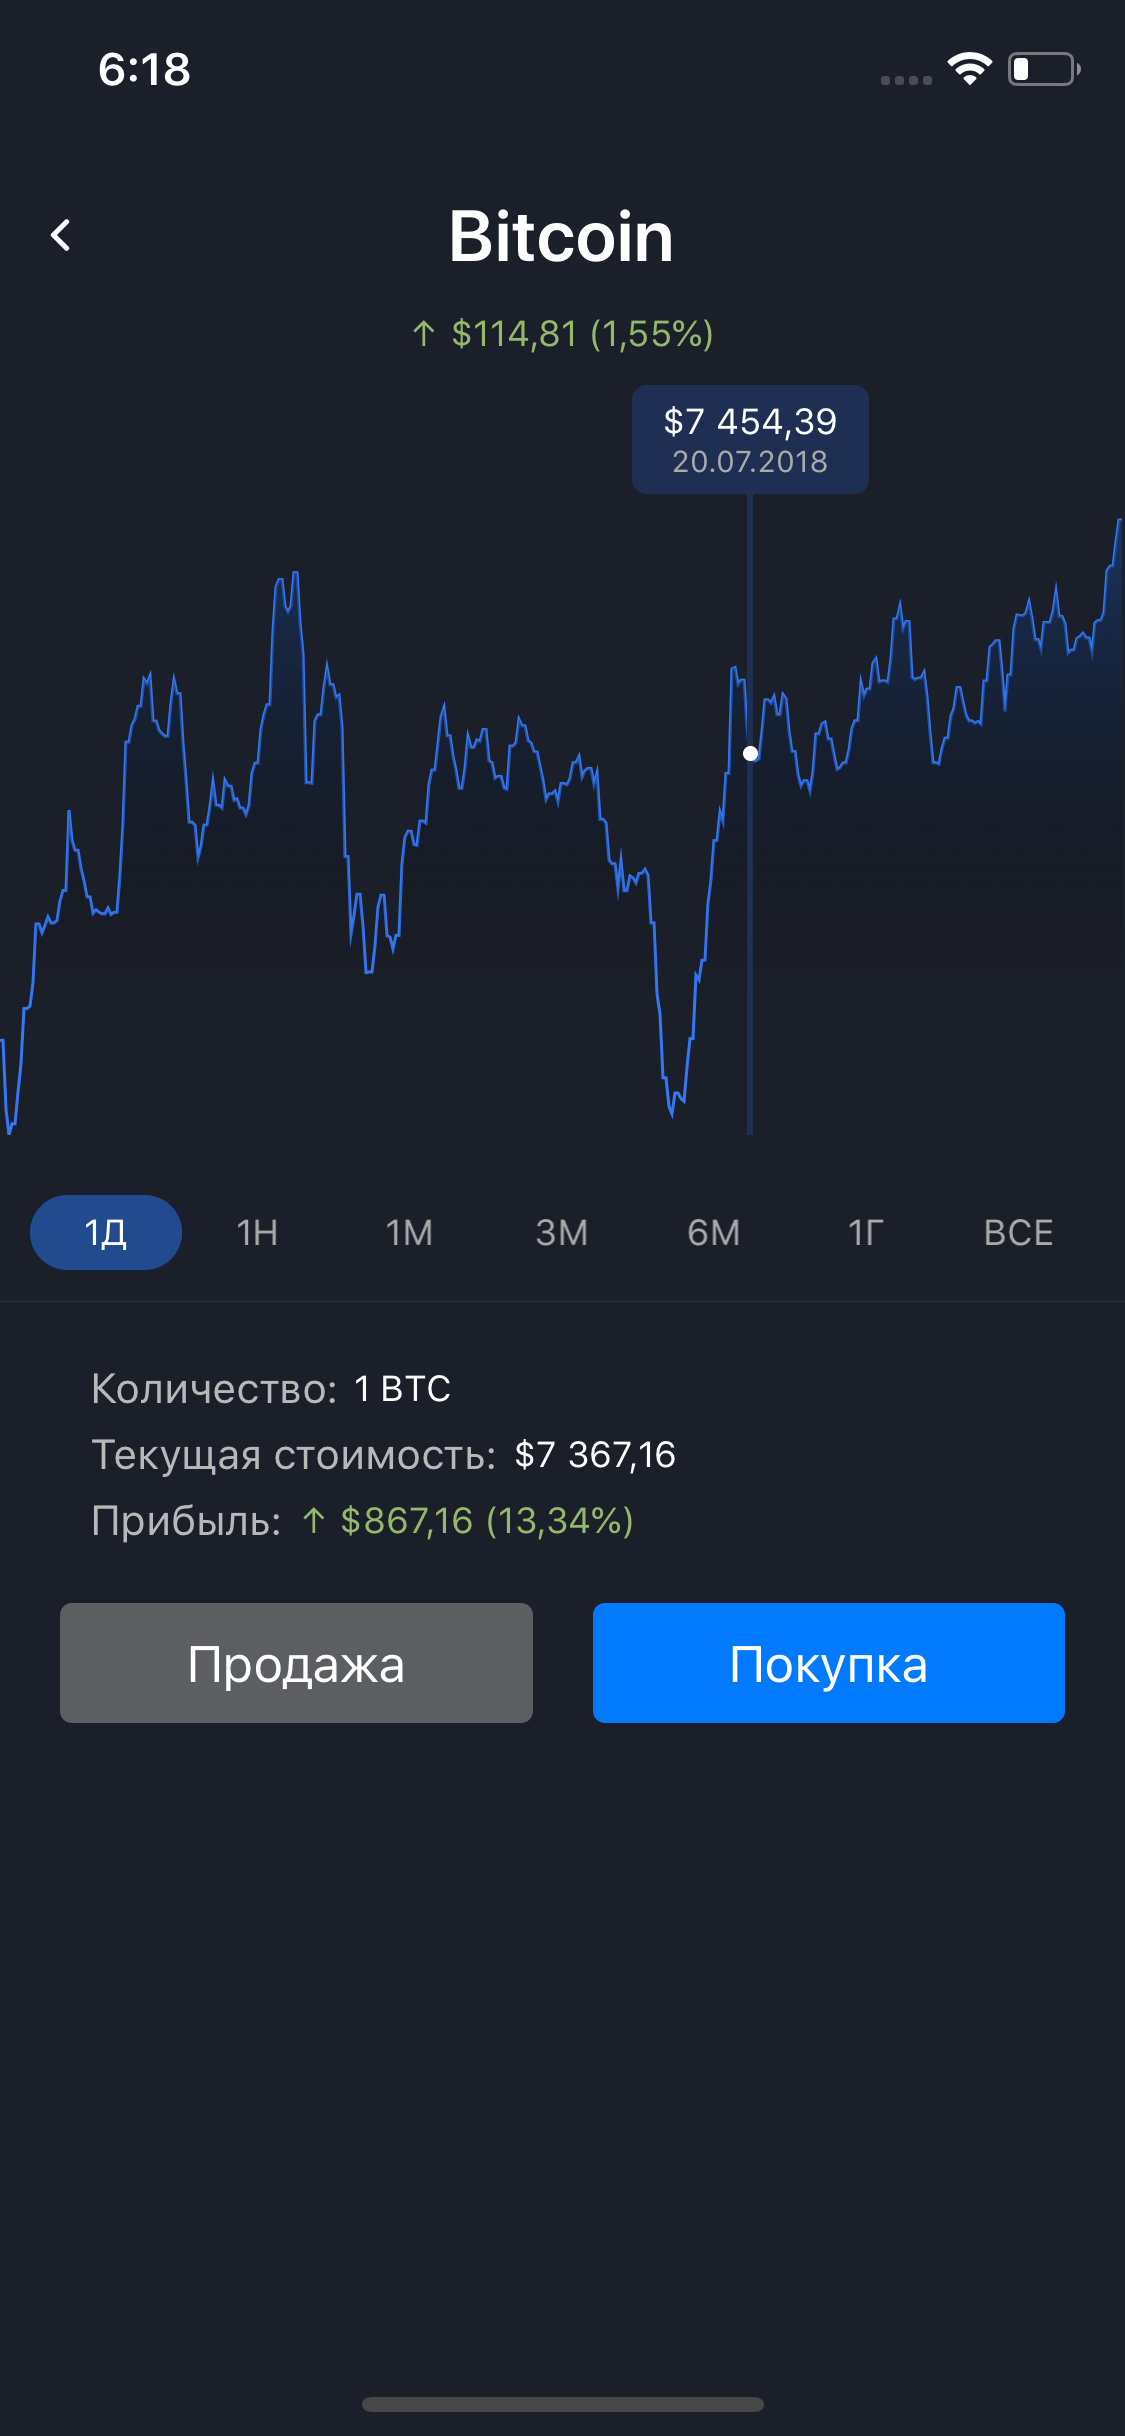 6:18
Bitcoin
↑ $114,81 (1,55%)
$7 454,39
20.07.2018
1Д 1Н 1М 3М 6М 1Г ВСЕ
Количество: 1 BTC
Текущая стоимость: $7 367,16
Прибыль: ↑ $867,16 (13,34%)
Продажа Покупка